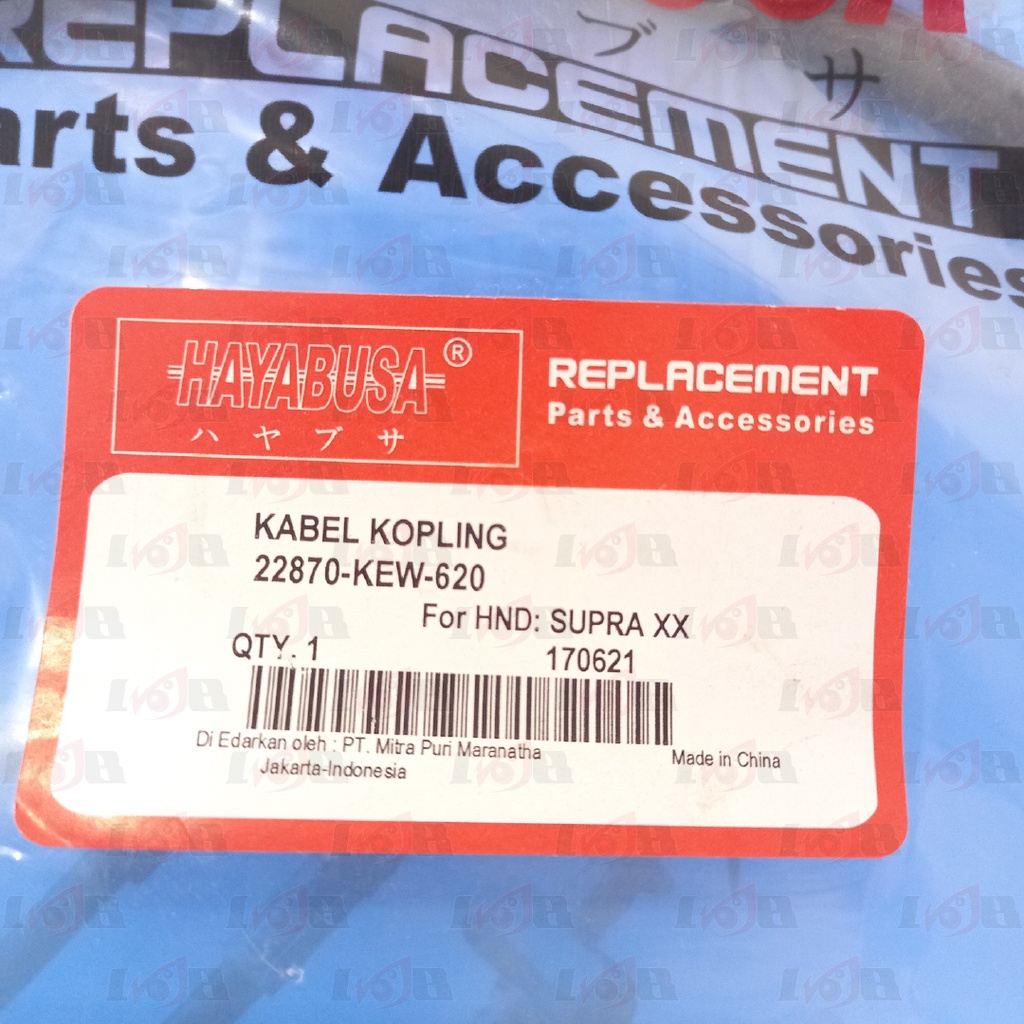 REPLACEMENT
ブ サ
arts & Accessories
HAYABUSA®
ハヤブサ
REPLACEMENT
Parts & Accessories
KABEL KOPLING
22870-KEW-620
For HND: SUPRA XX
QTY. 1 170621
Di Edarkan oleh : PT. Mitra Puri Maranatha
Jakarta-Indonesia
Made in China